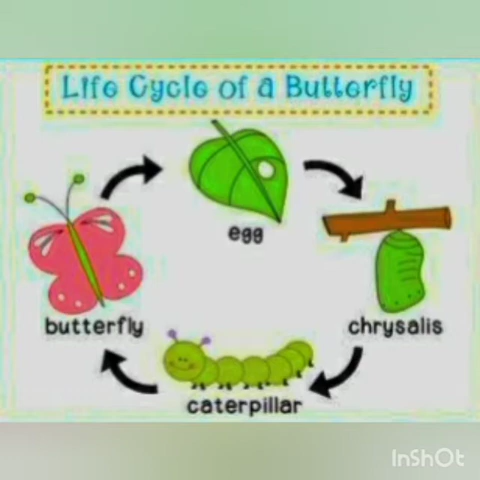 Life Cycle of a Butterfly
egg
butterfly
chrysalis
caterpillar
InShOt